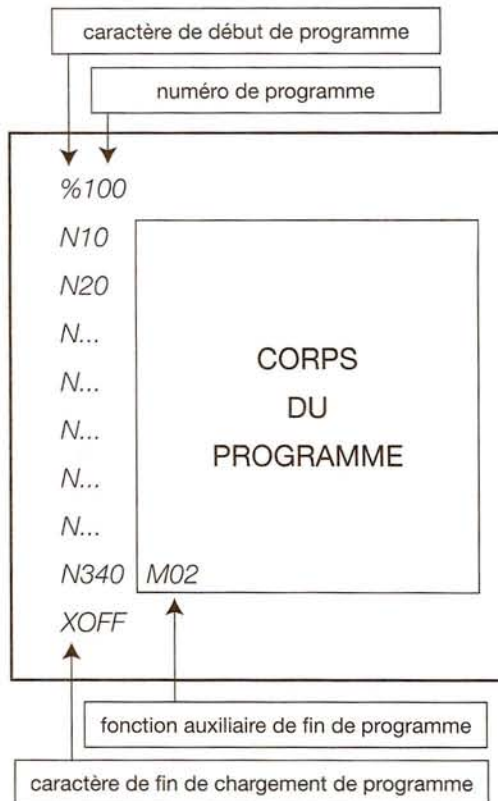 caractère de début de programme
numéro de programme
%100
N10
N20
N...
N...
N...
N...
N...
CORPS
DU
PROGRAMME
N340 M02
XOFF
fonction auxiliaire de fin de programme
caractère de fin de chargement de programme